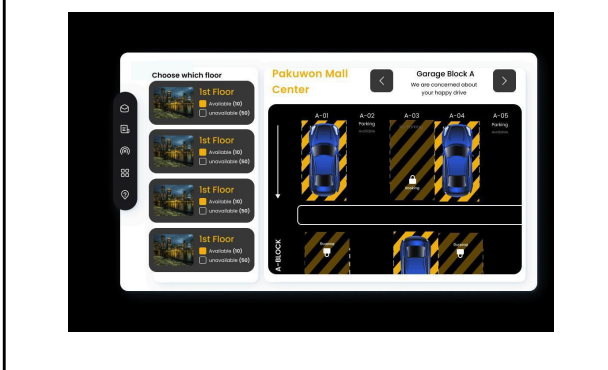 Choose which floor
1st Floor
Available (10)
unavailable (50)
1st Floor
Available (10)
unavailable (50)
1st Floor
Available (10)
unavailable (50)
1st Floor
Available (10)
unavailable (50)
Pakuwon Mall
Center
Garage Block A
We are concerned about
your happy drive
A-01
A-02
Parking
Available
A-03
A-04
A-05
Parking
Available
Booking
A-BLOCK